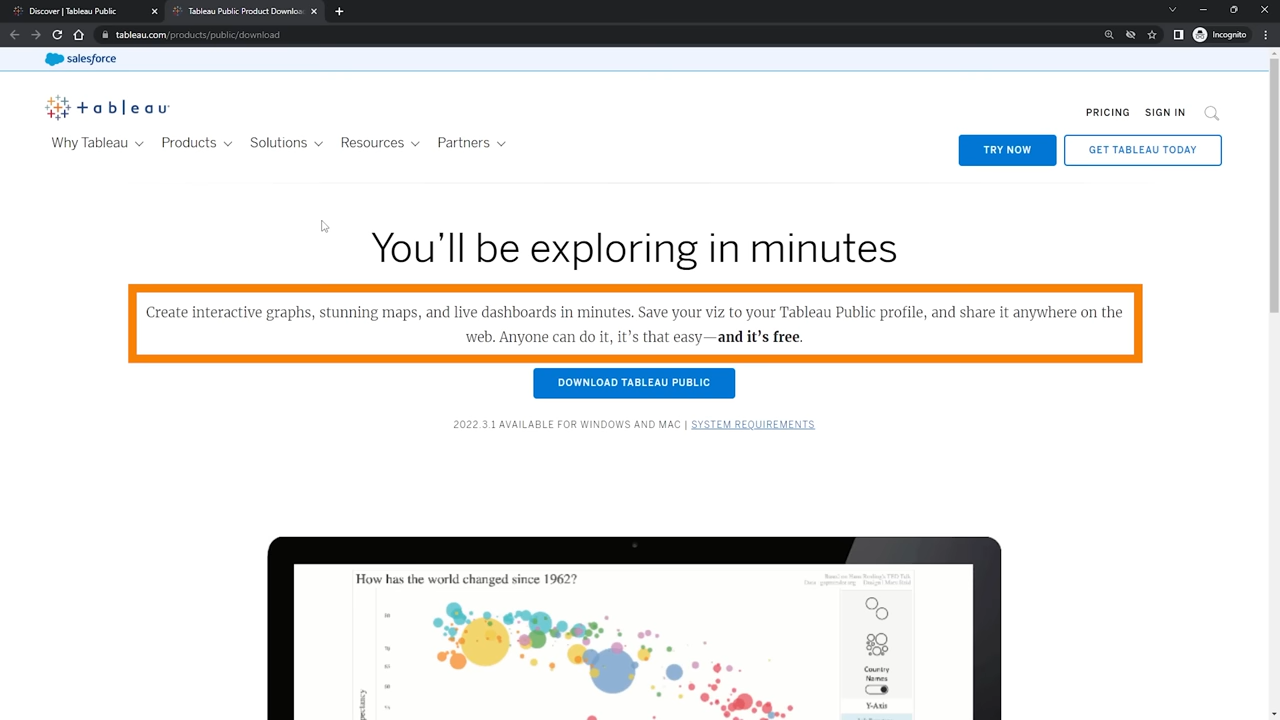 Discover | Tableau Public
Tableau Public Downloa
tableau.com/products/public/download
Incognito
salesforce
+ a b l e a u
PRICING SIGN IN
Why Tableau Products Solutions Resources Partners
TRY NOW GET TABLEAU TODAY
You'll be exploring in minutes
Create interactive graphs, stunning maps, and live dashboards in minutes. Save your viz to your Tableau Public profile, and share it anywhere on the
web. Anyone can do it, it's that easy—and it's free.
DOWNLOAD TABLEAU PUBLIC
2022.3.1 AVAILABLE FOR WINDOWS AND MAC | SYSTEM REQUIREMENTS
How has the world changed since 1962?
Country
Names
Y-Axis